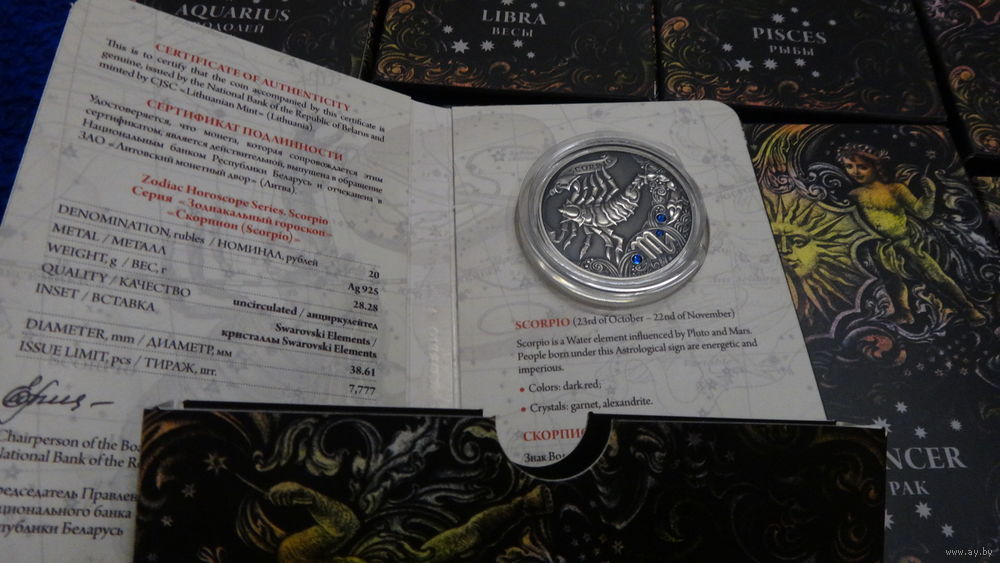 AQUARIUS
LIBRA
ВЕСЫ
PISCES
РЫБЫ
CERTIFICATE OF AUTHENTICITY
This is to certify that the coin accompanied by this certificate is
genuine, issued by the National Bank of the Republic of Belarus and
minted by CJSC «Lithuanian Mint» (Lithuania)
СЕРТИФИКАТ ПОДЛИННОСТИ
Удостоверяется, что монета, которая сопровождается этим
сертификатом, является действительной, выпущена в обращение
Национальным банком Республики Беларусь и отчеканена в
ЗАО «Литовский монетный двор» (Литва).
Zodiac Horoscope Series. Scorpio
Серия «Зодиакальный гороскоп»
«Скорпион (Scorpio)»
DENOMINATION, rubles / НОМИНАЛ, рублей 20
METAL / МЕТАЛЛ Ag 925
WEIGHT, g / ВЕС, г 28.28
QUALITY / КАЧЕСТВО uncirculated / анциркулейтед
INSET / ВСТАВКА Swarovski Elements /
кристаллы Swarovski Elements
DIAMETER, mm / ДИАМЕТР, мм 38.61
ISSUE LIMIT, pcs / ТИРАЖ, шт. 7,777
Chairperson of the Boa
National Bank of the R
редседатель Правлен
ционального банка
публики Беларусь
SCORPIO (23rd of October – 22nd of November)
Scorpio is a Water element influenced by Pluto and Mars.
People born under this Astrological sign are energetic and
imperious.
• Colors: dark red;
• Crystals: garnet, alexandrite.
СКОРПИО
Знак Во
NCER
РАК
www.ay.by